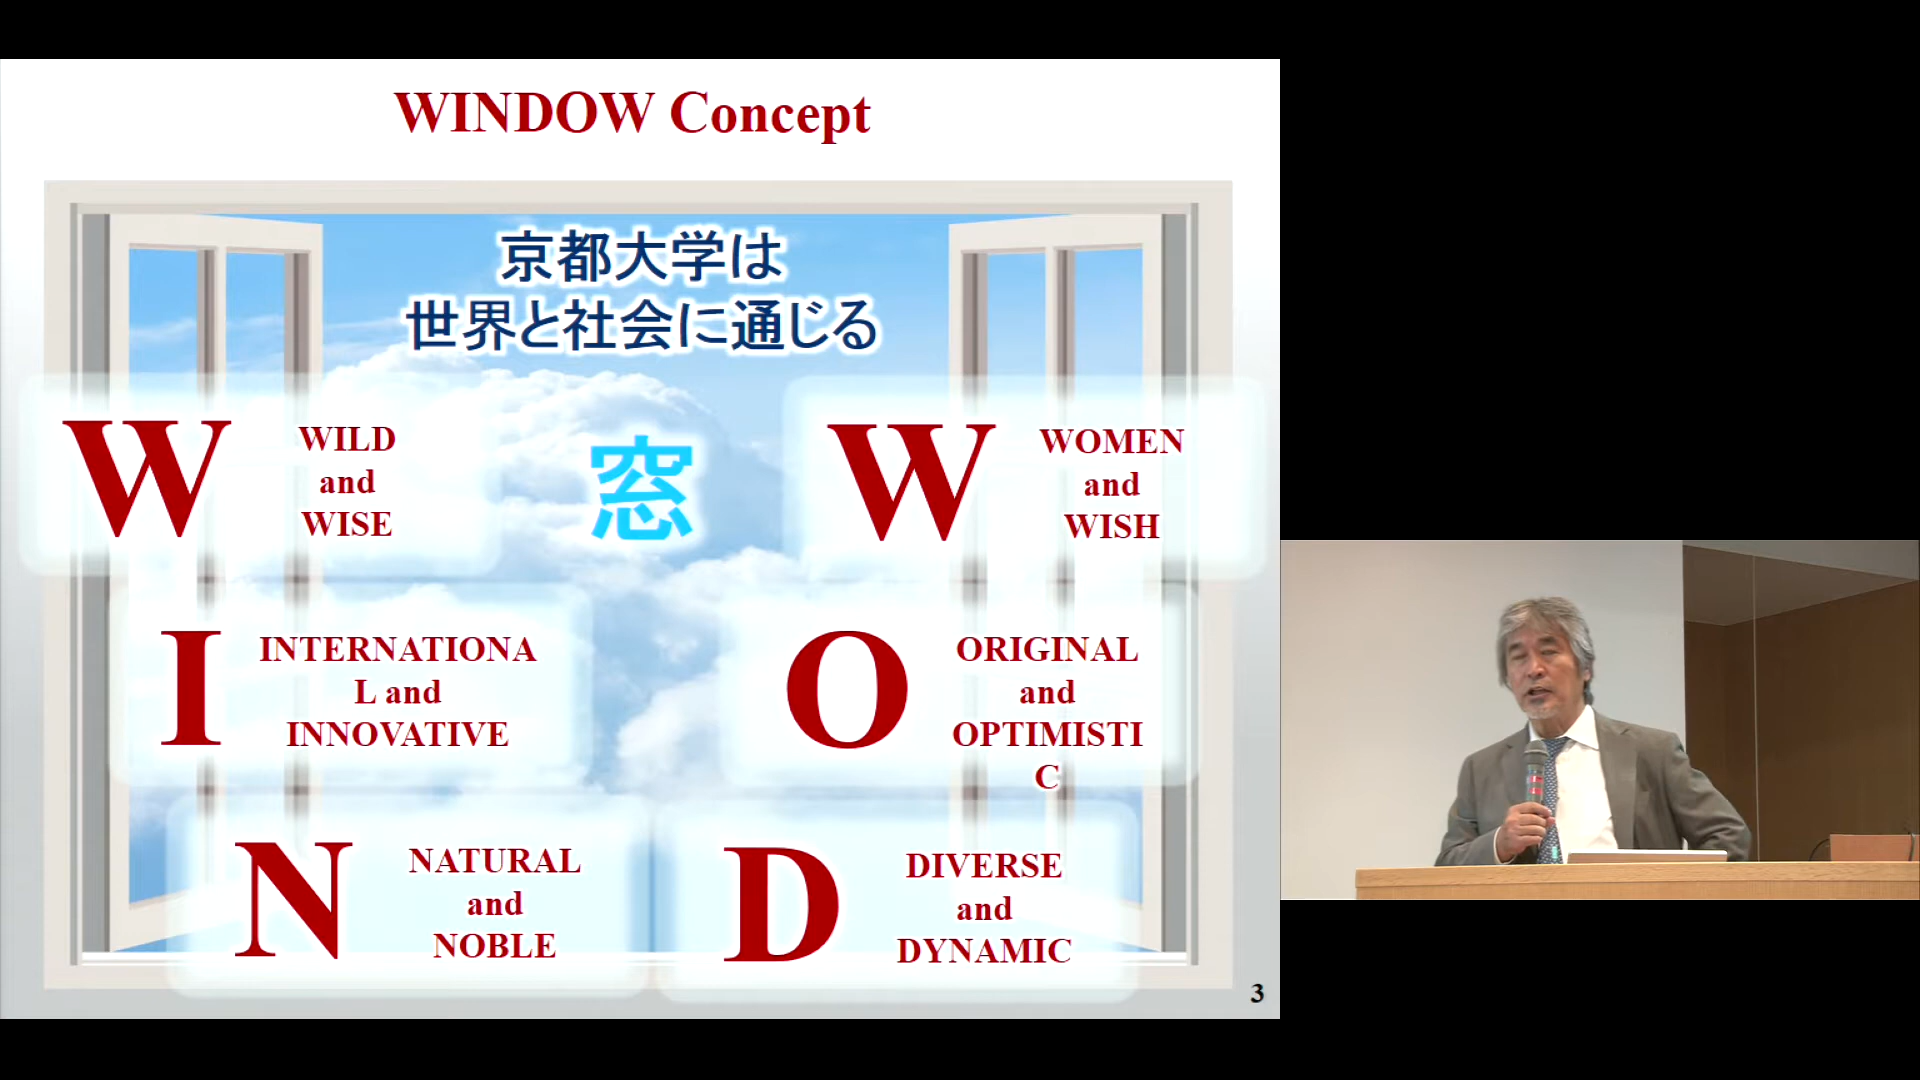 WINDOW Concept
京都大学は
世界と社会に通じる
窓
W
WILD
and
WISE
I
INTERNATIONA
L and
INNOVATIVE
N
NATURAL
and
NOBLE
D
DIVERSE
and
DYNAMIC
O
ORIGINAL
and
OPTIMISTI
C
W
WOMEN
and
WISH
3